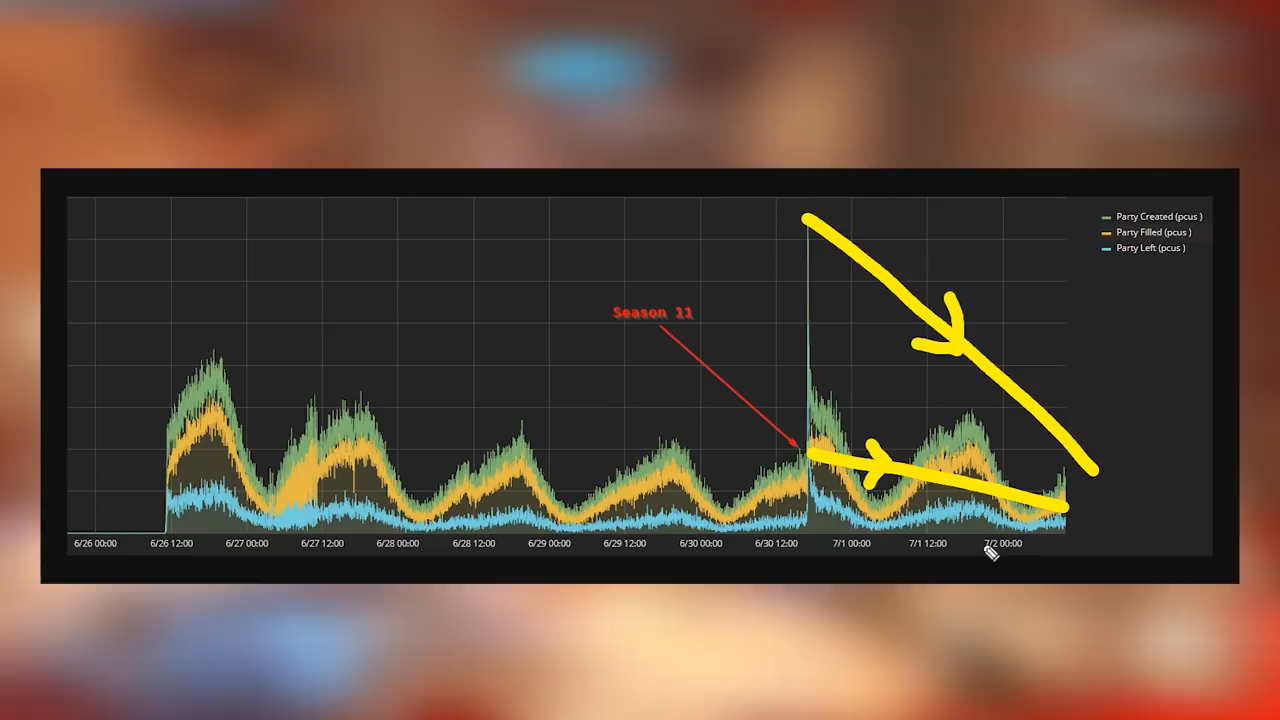 Party Created (pcus )
Party Filled (pcus )
Party Left (pcus )
Season 11
6/26 00:00 6/26 12:00 6/27 00:00 6/27 12:00 6/28 00:00 6/28 12:00 6/29 00:00 6/29 12:00 6/30 00:00 6/30 12:00 7/1 00:00 7/1 12:00 7/2 00:00